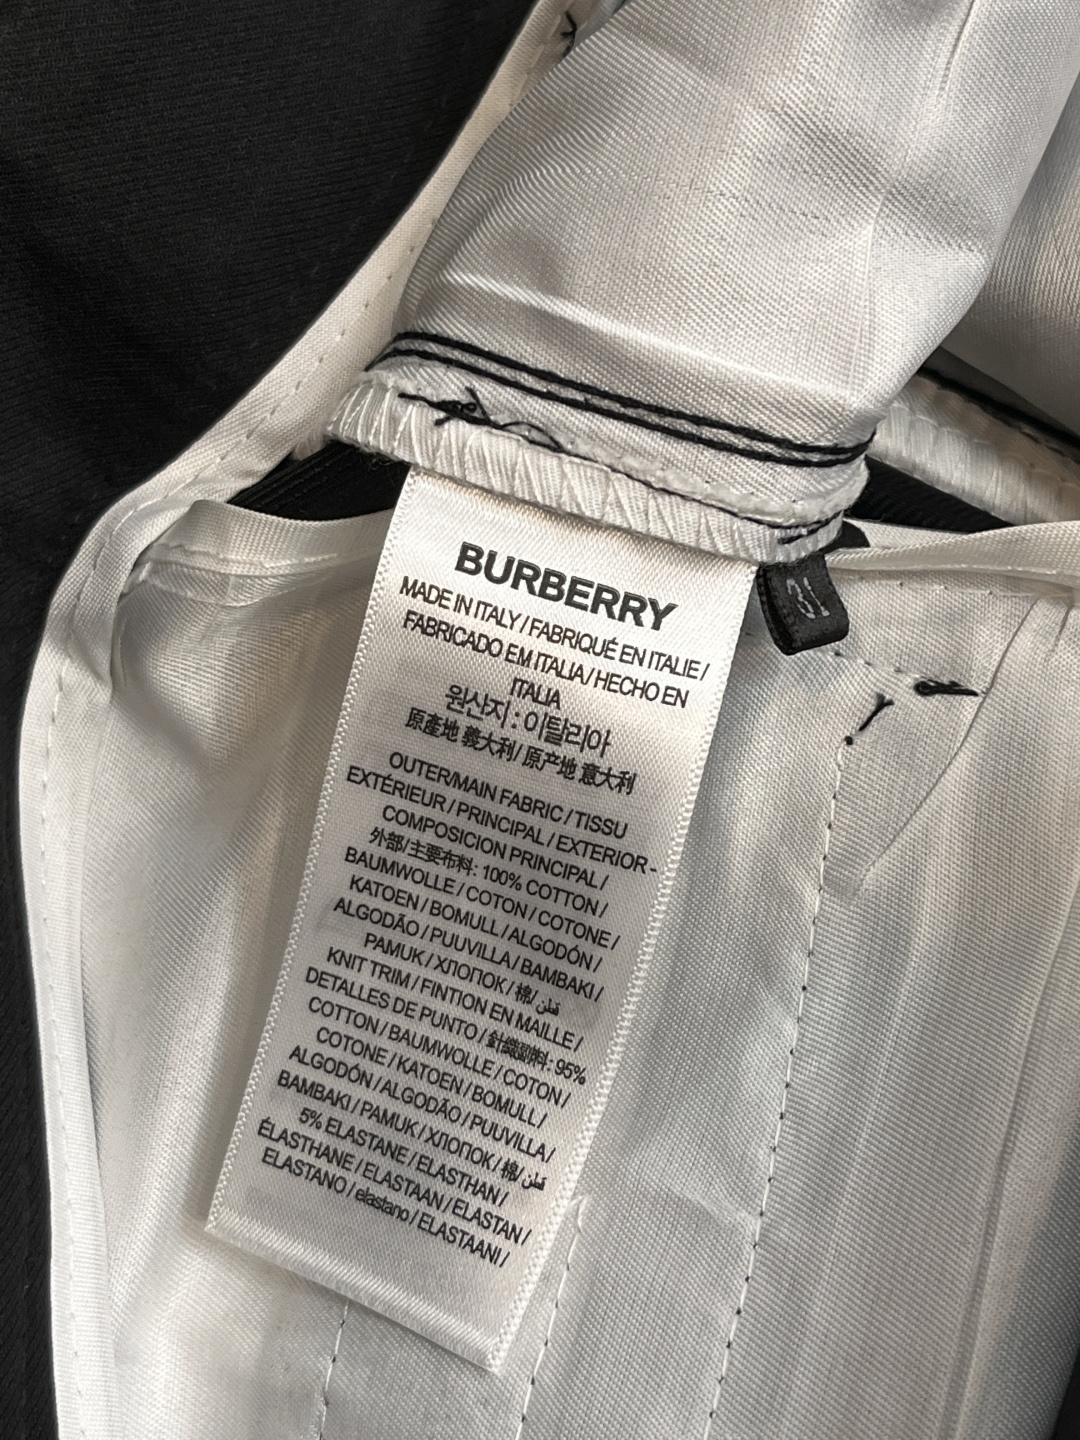 BURBERRY
MADE IN ITALY / FABRIQUÉ EN ITALIE /
FABRICADO EM ITALIA / HECHO EN
ITALIA
원산지 : 이탈리아
原產地 義大利 / 原产地 意大利
OUTER/MAIN FABRIC / TISSU
EXTÉRIEUR / PRINCIPAL / EXTERIOR -
COMPOSICION PRINCIPAL /
外部/主要布料: 100% COTTON /
BAUMWOLLE / COTON / COTONE /
KATOEN / BOMULL / ALGODÓN /
ALGODÃO / PUUVILLA / BAMBAKI /
PAMUK / ХЛОПОК / 棉/ قطن
KNIT TRIM / FINTION EN MAILLE /
DETALLES DE PUNTO / 針織副料: 95%
COTTON / BAUMWOLLE / COTON /
COTONE / KATOEN / BOMULL /
ALGODÓN / ALGODÃO / PUUVILLA /
BAMBAKI / PAMUK / ХЛОПОК / 棉/ قطن
5% ELASTANE / ELASTHAN /
ÉLASTHANE / ELASTAAN / ELASTAN /
ELASTANO / elastano / ELASTAANI /
31